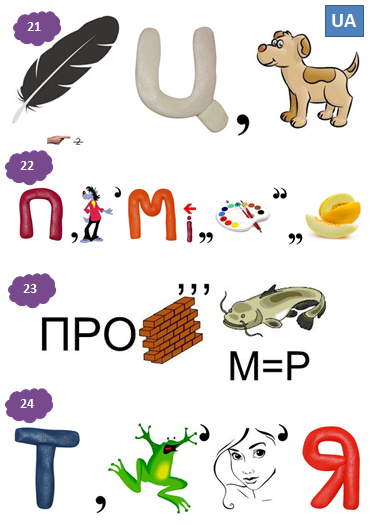 21 UA
Ц ,
2
22
П , ‘ М і ,, “ ,,
23
, , ,
ПРО
М=Р
24
Т , ’ ’ Я